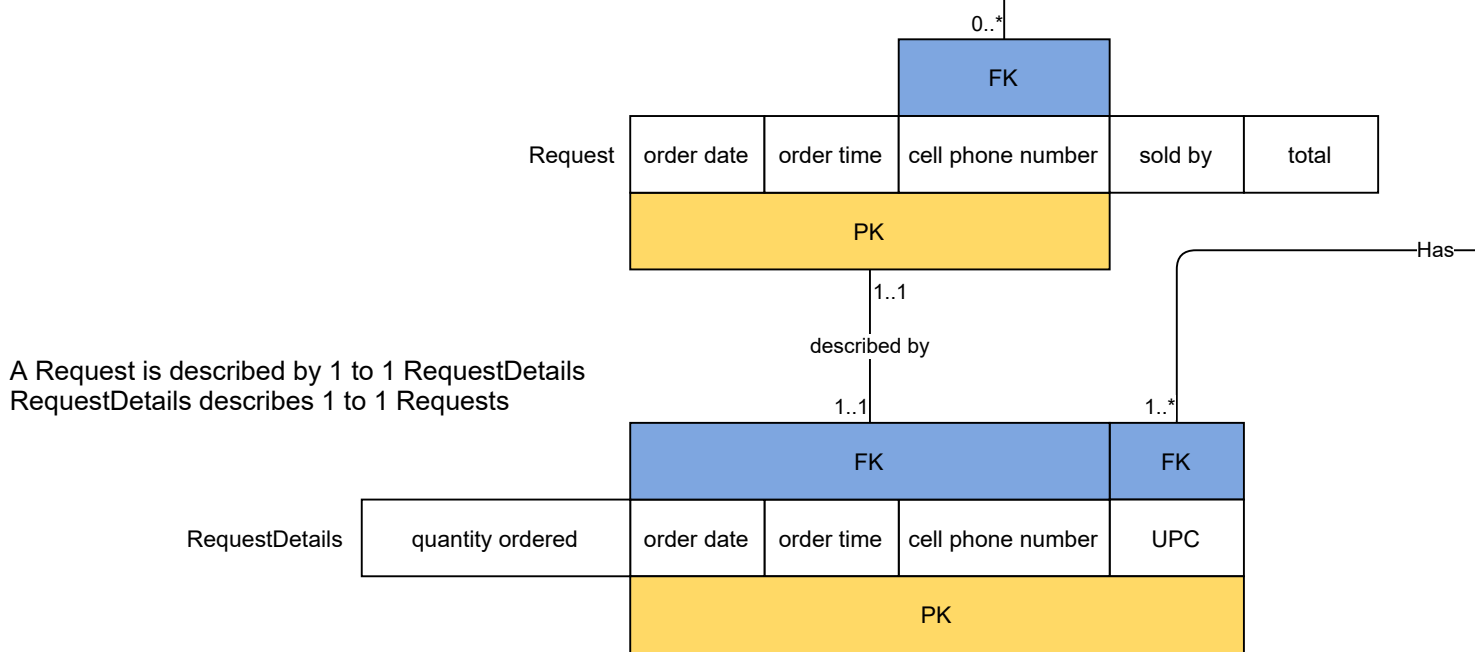 0..*
FK
Request
order date
order time
cell phone number
sold by
total
PK
Has
1..1
described by
A Request is described by 1 to 1 RequestDetails
RequestDetails describes 1 to 1 Requests
1..1
1..*
FK
FK
RequestDetails
quantity ordered
order date
order time
cell phone number
UPC
PK